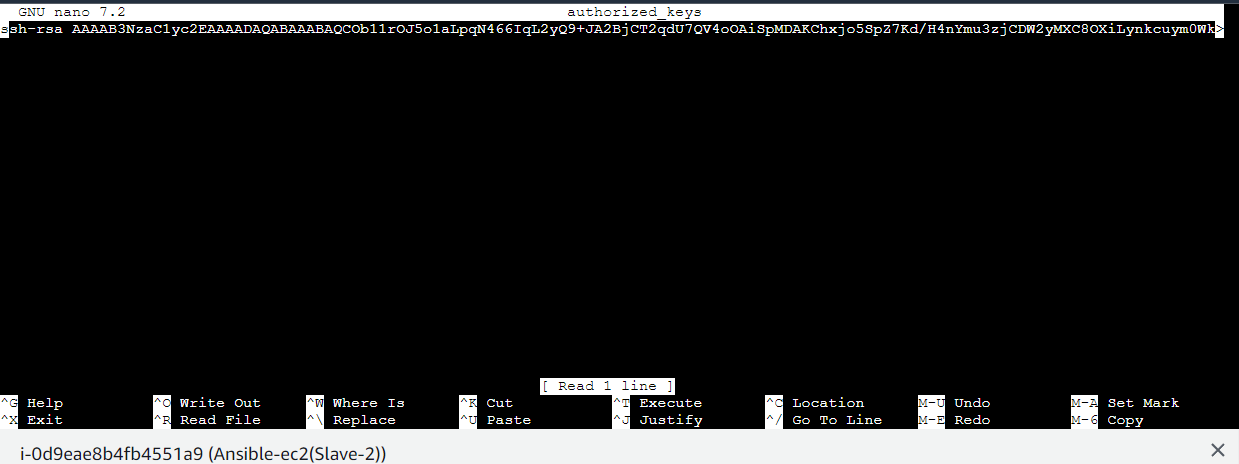 GNU nano 7.2 authorized_keys
ssh-rsa AAAAB3NzaC1yc2EAAAADAQABAAABAQCOb11rOJ5o1aLpqN466IqL2yQ9+JA2BjCT2qdU7QV4oOAiSpMDAKChxjo5SpZ7Kd/H4nYmu3zjCDW2yMXC8OXiLynkcuym0Wk>
[ Read 1 line ]
^G Help ^O Write Out ^W Where Is ^K Cut ^T Execute ^C Location M-U Undo M-A Set Mark
^X Exit ^R Read File ^\ Replace ^U Paste ^J Justify ^/ Go To Line M-E Redo M-6 Copy
i-0d9eae8b4fb4551a9 (Ansible-ec2(Slave-2))